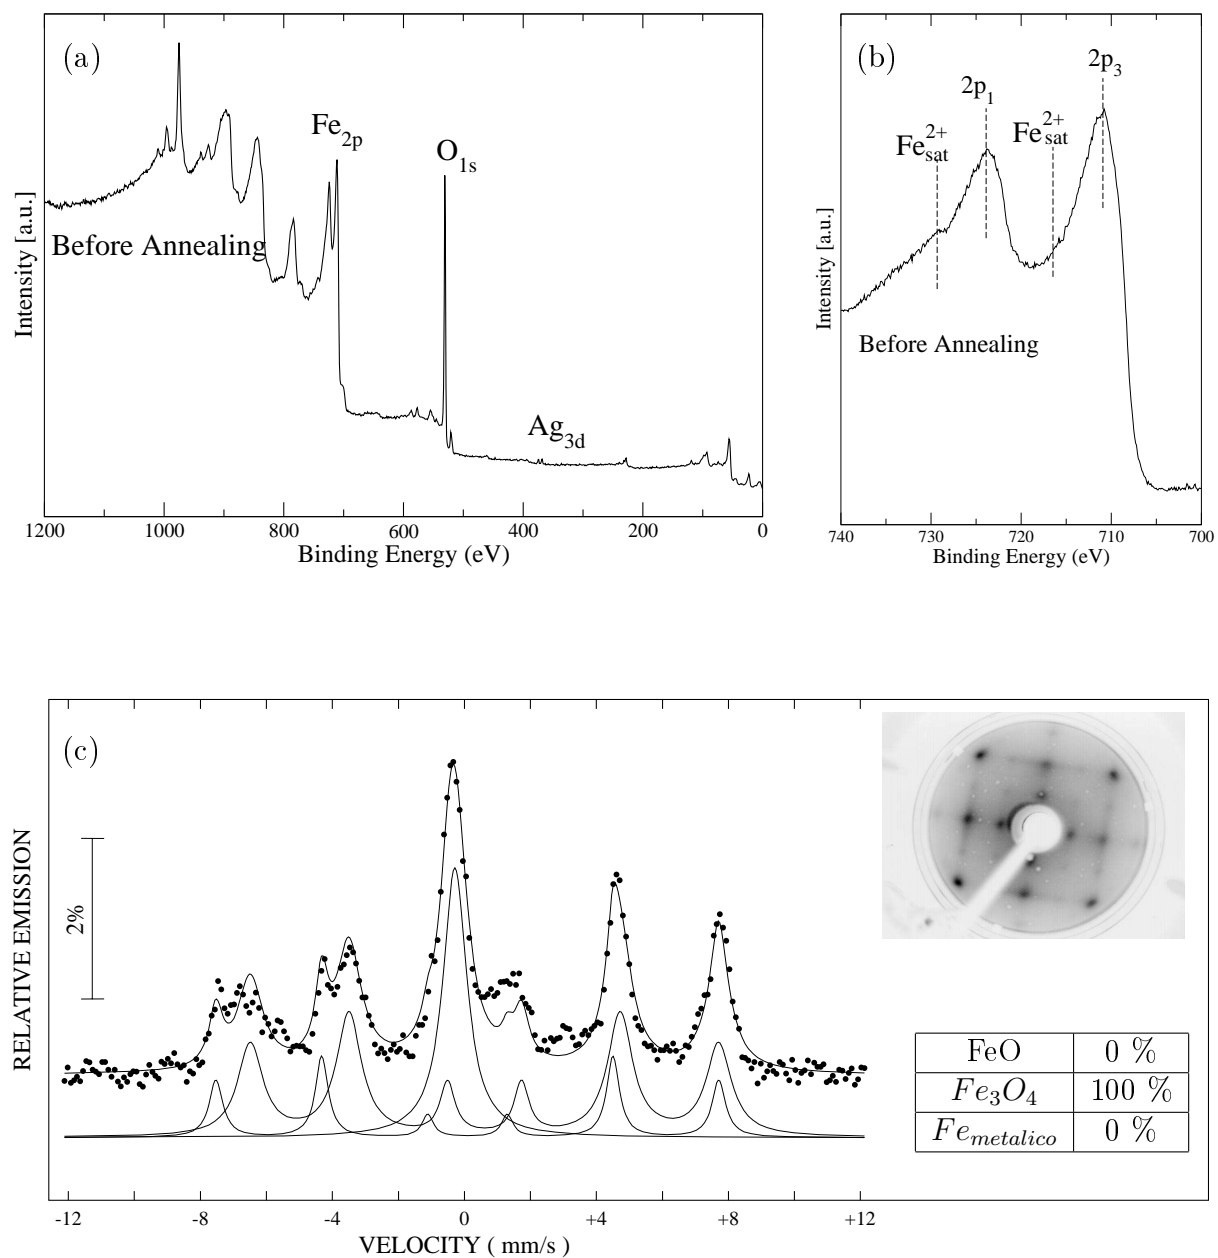 (a)
Fe2p
O1s
Ag3d
Before Annealing
Intensity [a.u.]
1200 1000 800 600 400 200 0
Binding Energy (eV)
(b)
2p3
2p1
Fe2+sat
Fe2+sat
Before Annealing
Intensity [a.u.]
740 730 720 710 700
Binding Energy (eV)
(c)
2%
RELATIVE EMISSION
FeO 0 %
Fe3O4 100 %
Femetalico 0 %
-12 -8 -4 0 +4 +8 +12
VELOCITY ( mm/s )